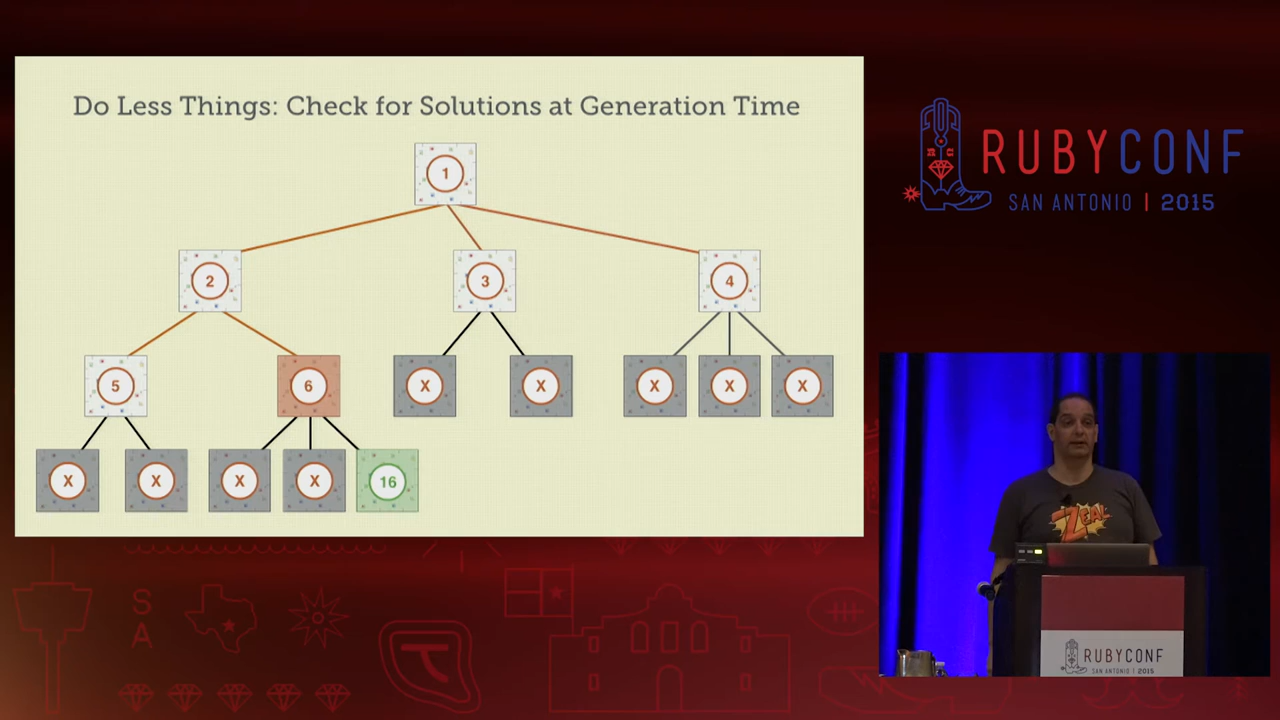 Do Less Things: Check for Solutions at Generation Time
1
2
3
4
5
6
X
X
X
X
X
X
X
X
X
16
RUBYCONF
SAN ANTONIO | 2015
ZEAL
RUBYCONF
SAN ANTONIO | 2015
S
A